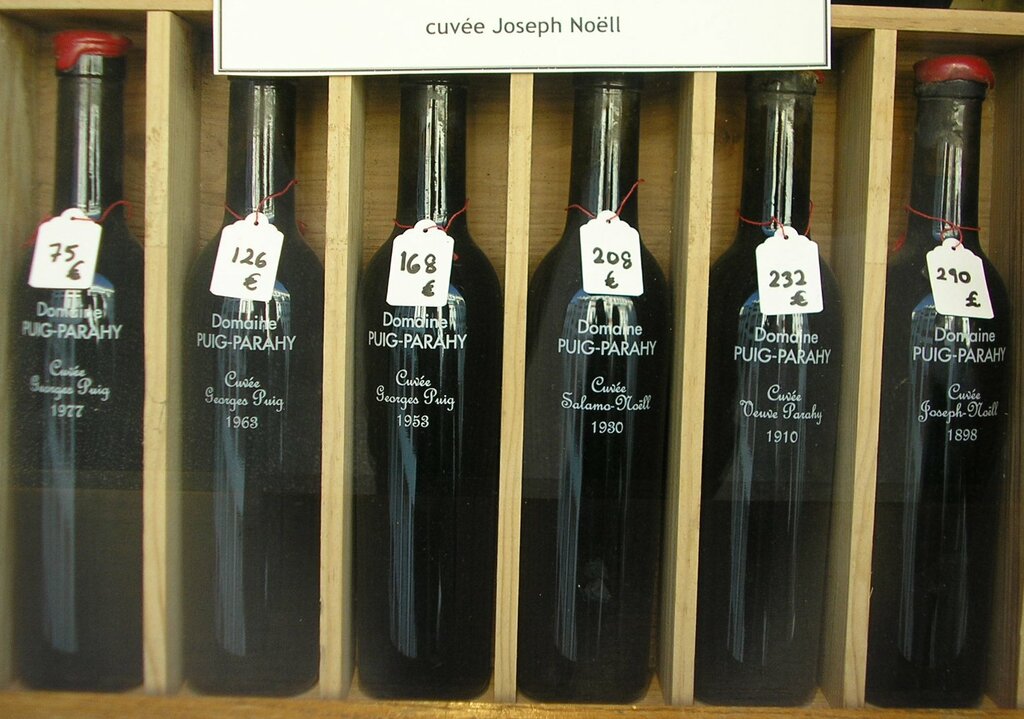 cuvée Joseph Noëll
75
€
Domaine
PUIG-PARAHY
Cuvée
Georges Puig
1977
126
€
Domaine
PUIG-PARAHY
Cuvée
Georges Puig
1963
168
€
Domaine
PUIG-PARAHY
Cuvée
Georges Puig
1953
208
€
Domaine
PUIG-PARAHY
Cuvée
Salamo-Noëll
1930
232
€
Domaine
PUIG-PARAHY
Cuvée
Veuve Parahy
1910
290
€
Domaine
PUIG-PARAHY
Cuvée
Joseph-Noëll
1898